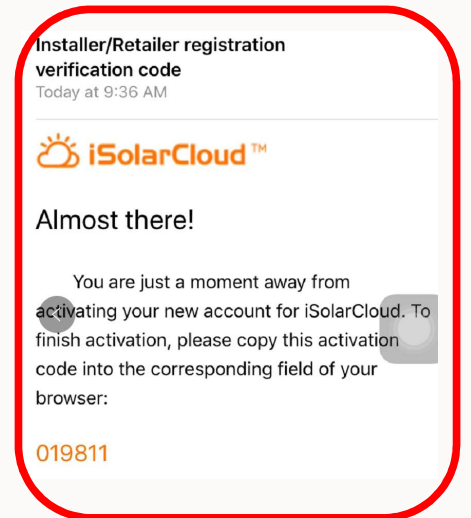 Installer/Retailer registration
verification code
Today at 9:36 AM
iSolarCloud™
Almost there!
You are just a moment away from
activating your new account for iSolarCloud. To
finish activation, please copy this activation
code into the corresponding field of your
browser:
019811